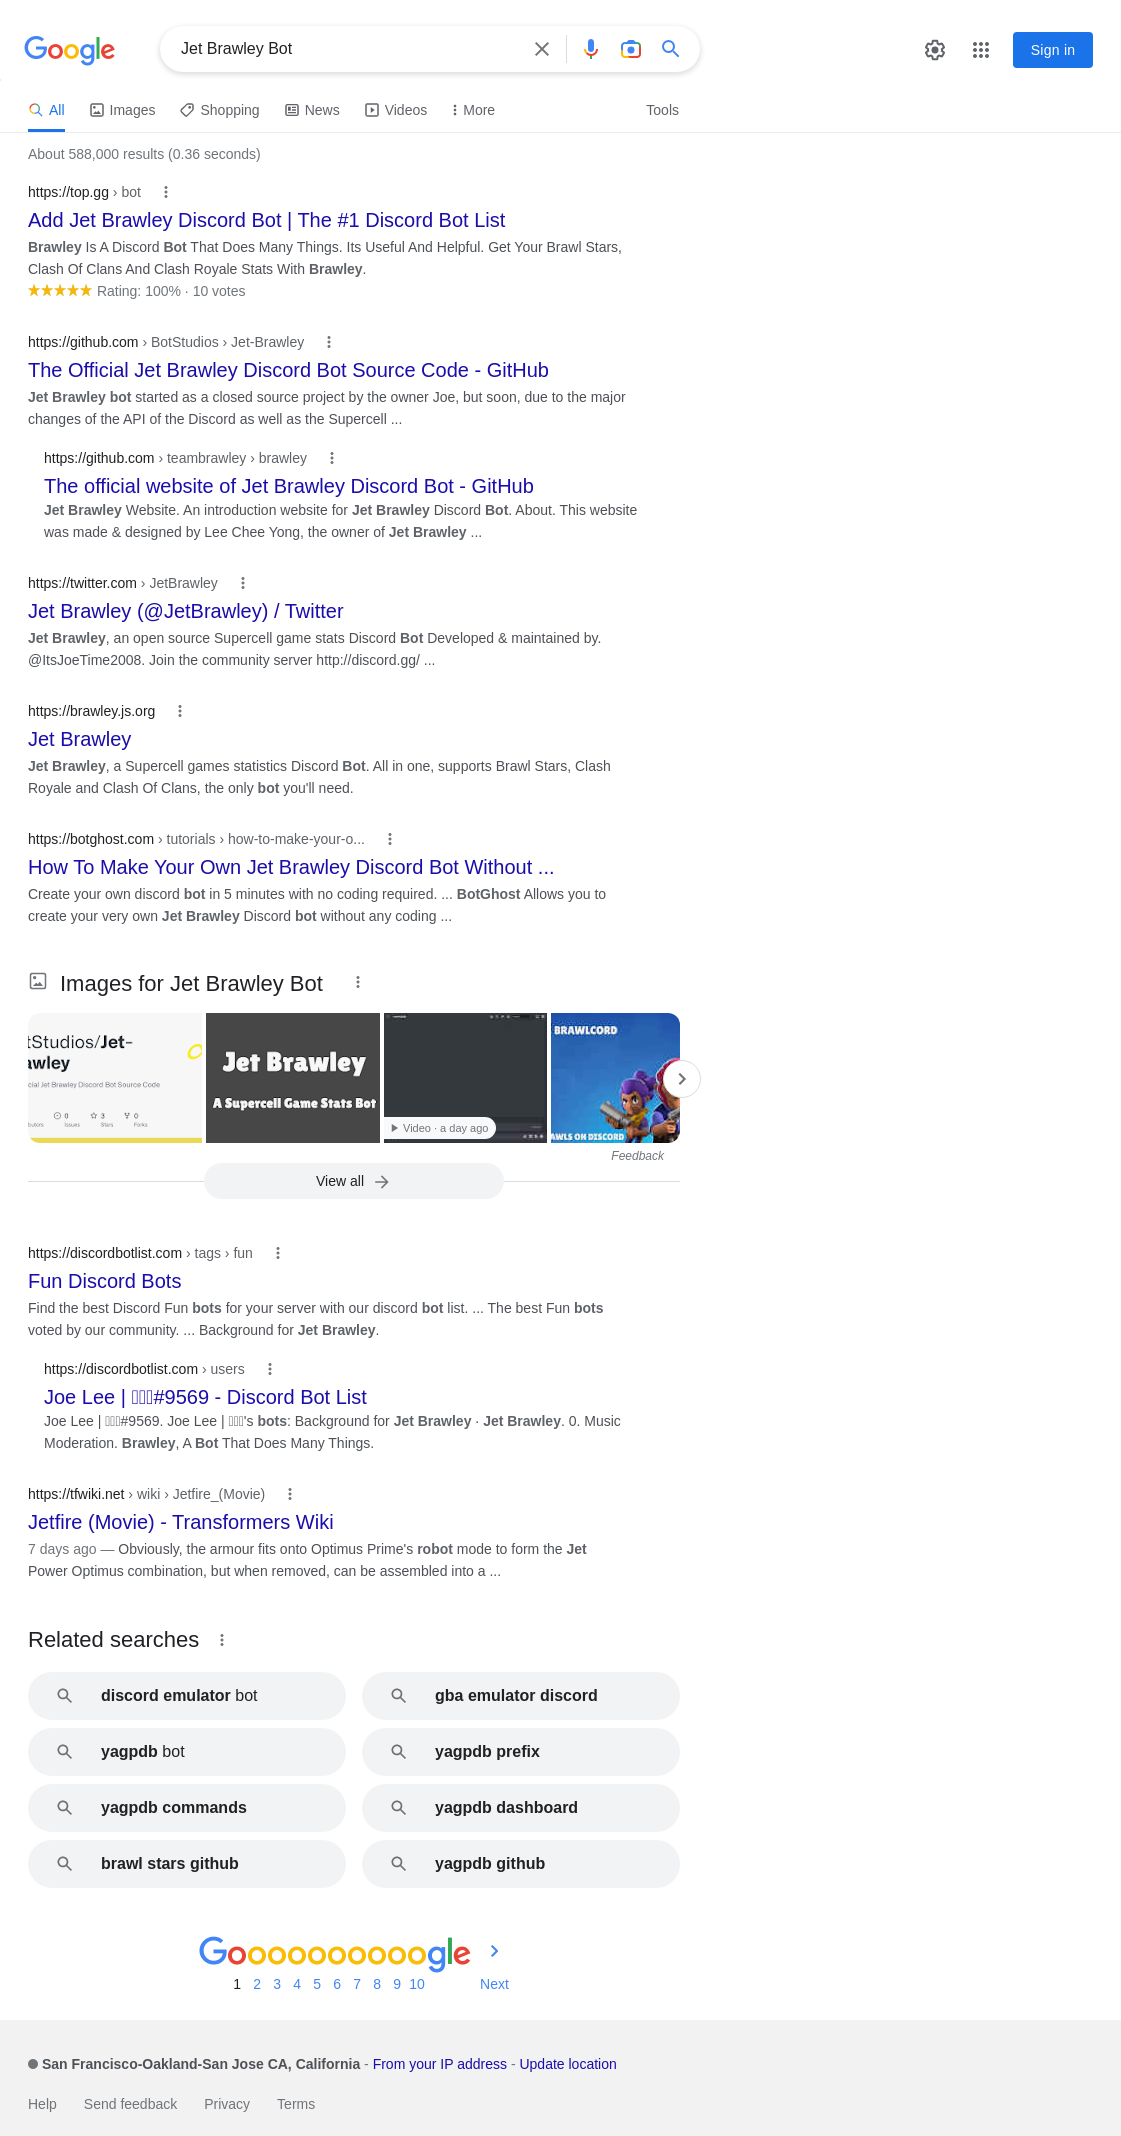 Google
Jet Brawley Bot
Sign in
All Images Shopping News Videos More Tools
About 588,000 results (0.36 seconds)
https://top.gg › bot
Add Jet Brawley Discord Bot | The #1 Discord Bot List
Brawley Is A Discord Bot That Does Many Things. Its Useful And Helpful. Get Your Brawl Stars,
Clash Of Clans And Clash Royale Stats With Brawley.
Rating: 100% · 10 votes
https://github.com › BotStudios › Jet-Brawley
The Official Jet Brawley Discord Bot Source Code - GitHub
Jet Brawley bot started as a closed source project by the owner Joe, but soon, due to the major
changes of the API of the Discord as well as the Supercell ...
https://github.com › teambrawley › brawley
The official website of Jet Brawley Discord Bot - GitHub
Jet Brawley Website. An introduction website for Jet Brawley Discord Bot. About. This website
was made & designed by Lee Chee Yong, the owner of Jet Brawley ...
https://twitter.com › JetBrawley
Jet Brawley (@JetBrawley) / Twitter
Jet Brawley, an open source Supercell game stats Discord Bot Developed & maintained by.
@ItsJoeTime2008. Join the community server http://discord.gg/ ...
https://brawley.js.org
Jet Brawley
Jet Brawley, a Supercell games statistics Discord Bot. All in one, supports Brawl Stars, Clash
Royale and Clash Of Clans, the only bot you'll need.
https://botghost.com › tutorials › how-to-make-your-o...
How To Make Your Own Jet Brawley Discord Bot Without ...
Create your own discord bot in 5 minutes with no coding required. ... BotGhost Allows you to
create your very own Jet Brawley Discord bot without any coding ...
Images for Jet Brawley Bot
tStudios/Jet-
awley
cial Jet Brawley Discord Bot Source Code
0 3 0
Issues Stars Forks
Jet Brawley
A Supercell Game Stats Bot
Video · a day ago
BRAWLCORD
AWLS ON DISCORD
Feedback
View all
https://discordbotlist.com › tags › fun
Fun Discord Bots
Find the best Discord Fun bots for your server with our discord bot list. ... The best Fun bots
voted by our community. ... Background for Jet Brawley.
https://discordbotlist.com › users
Joe Lee | #9569 - Discord Bot List
Joe Lee | #9569. Joe Lee | 's bots: Background for Jet Brawley · Jet Brawley. 0. Music
Moderation. Brawley, A Bot That Does Many Things.
https://tfwiki.net › wiki › Jetfire_(Movie)
Jetfire (Movie) - Transformers Wiki
7 days ago — Obviously, the armour fits onto Optimus Prime's robot mode to form the Jet
Power Optimus combination, but when removed, can be assembled into a ...
Related searches
discord emulator bot
gba emulator discord
yagpdb bot
yagpdb prefix
yagpdb commands
yagpdb dashboard
brawl stars github
yagpdb github
Goooooooooogle
1 2 3 4 5 6 7 8 9 10 Next
San Francisco-Oakland-San Jose CA, California - From your IP address - Update location
Help Send feedback Privacy Terms